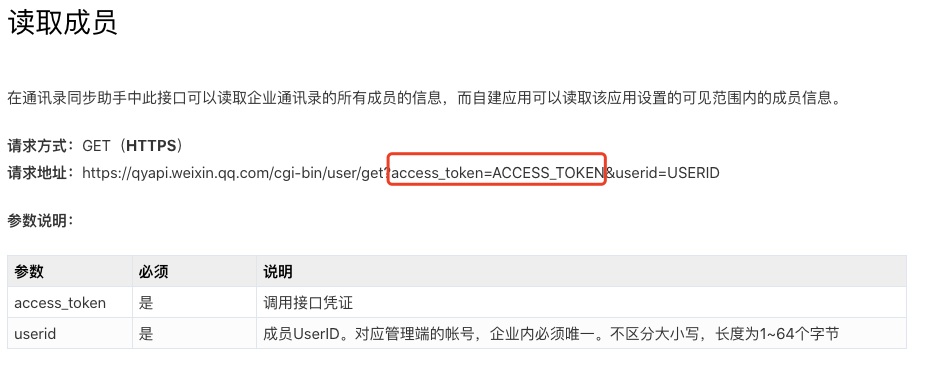 读取成员
在通讯录同步助手中此接口可以读取企业通讯录的所有成员的信息，而自建应用可以读取该应用设置的可见范围内的成员信息。
请求方式：GET（HTTPS）
请求地址：https://qyapi.weixin.qq.com/cgi-bin/user/get?access_token=ACCESS_TOKEN&userid=USERID
参数说明：
参数 必须 说明
access_token 是 调用接口凭证
userid 是 成员UserID。对应管理端的帐号，企业内必须唯一。不区分大小写，长度为1~64个字节